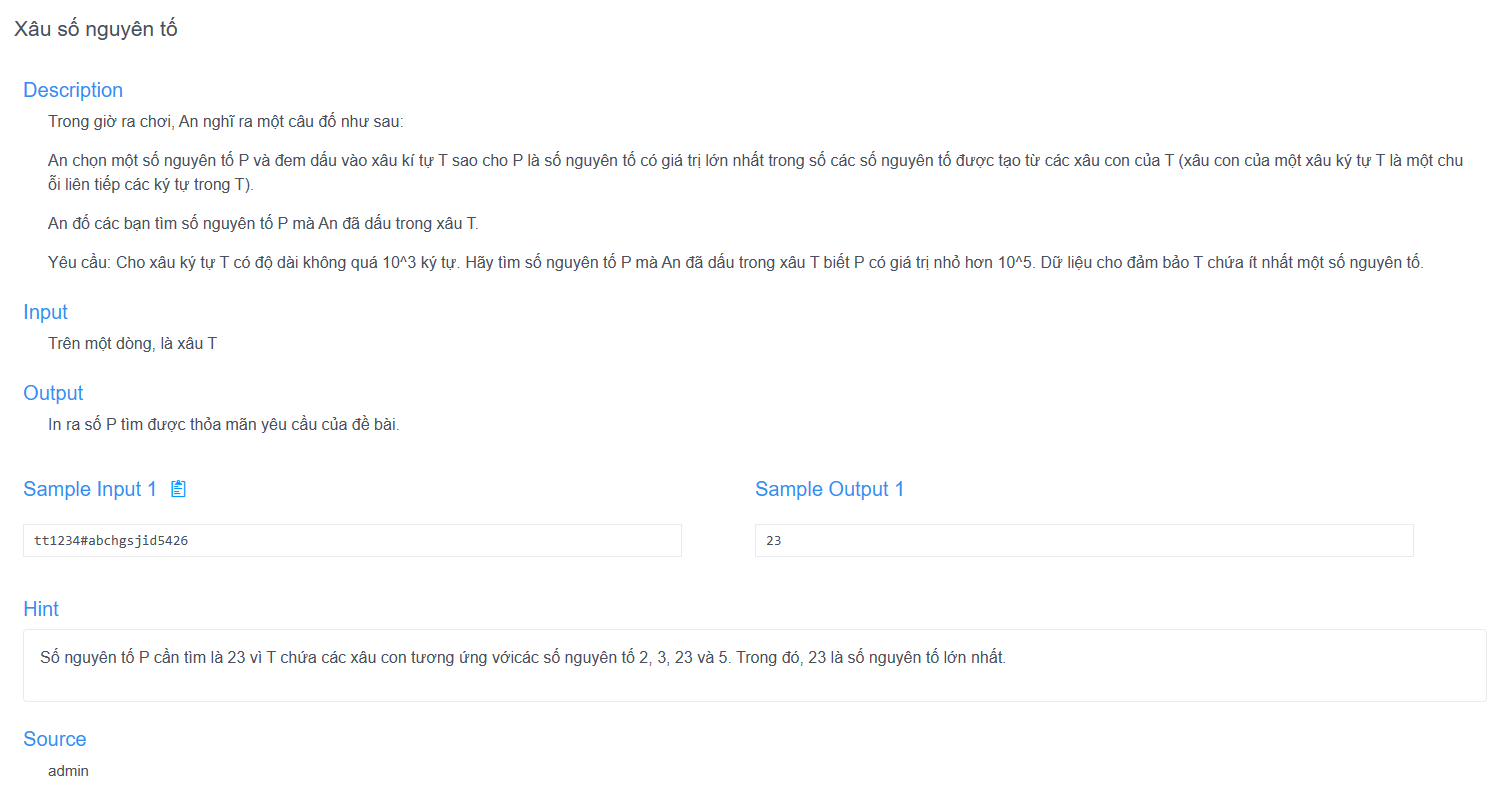 Xâu số nguyên tố
Description
Trong giờ ra chơi, An nghĩ ra một câu đố như sau:
An chọn một số nguyên tố P và đem dấu vào xâu kí tự T sao cho P là số nguyên tố có giá trị lớn nhất trong số các số nguyên tố được tạo từ các xâu con của T (xâu con của một xâu ký tự T là một chu
ỗi liên tiếp các ký tự trong T).
An đố các bạn tìm số nguyên tố P mà An đã dấu trong xâu T.
Yêu cầu: Cho xâu ký tự T có độ dài không quá 10^3 ký tự. Hãy tìm số nguyên tố P mà An đã dấu trong xâu T biết P có giá trị nhỏ hơn 10^5. Dữ liệu cho đảm bảo T chứa ít nhất một số nguyên tố.
Input
Trên một dòng, là xâu T
Output
In ra số P tìm được thỏa mãn yêu cầu của đề bài.
Sample Input 1
Sample Output 1
tt1234#abchgsjid5426
23
Hint
Số nguyên tố P cần tìm là 23 vì T chứa các xâu con tương ứng vớicác số nguyên tố 2, 3, 23 và 5. Trong đó, 23 là số nguyên tố lớn nhất.
Source
admin